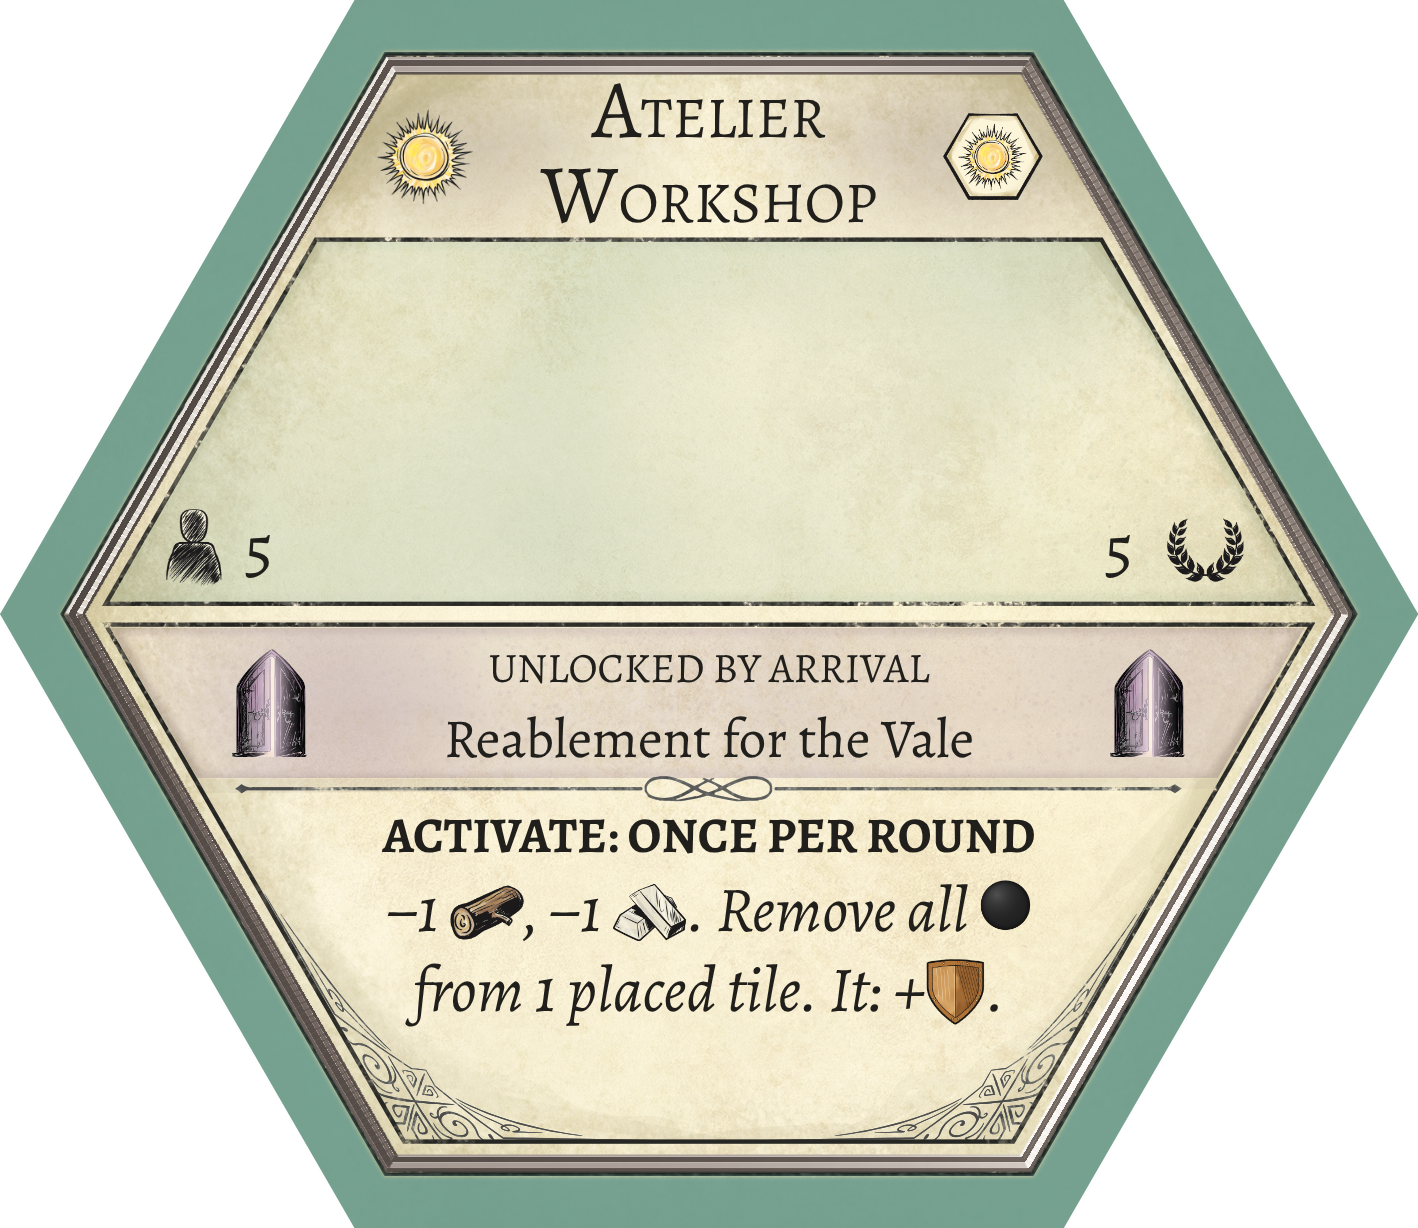 Atelier
Workshop
5
5
UNLOCKED BY ARRIVAL
Reablement for the Vale
ACTIVATE: ONCE PER ROUND
–1 , –1 . Remove all
from 1 placed tile. It: + .